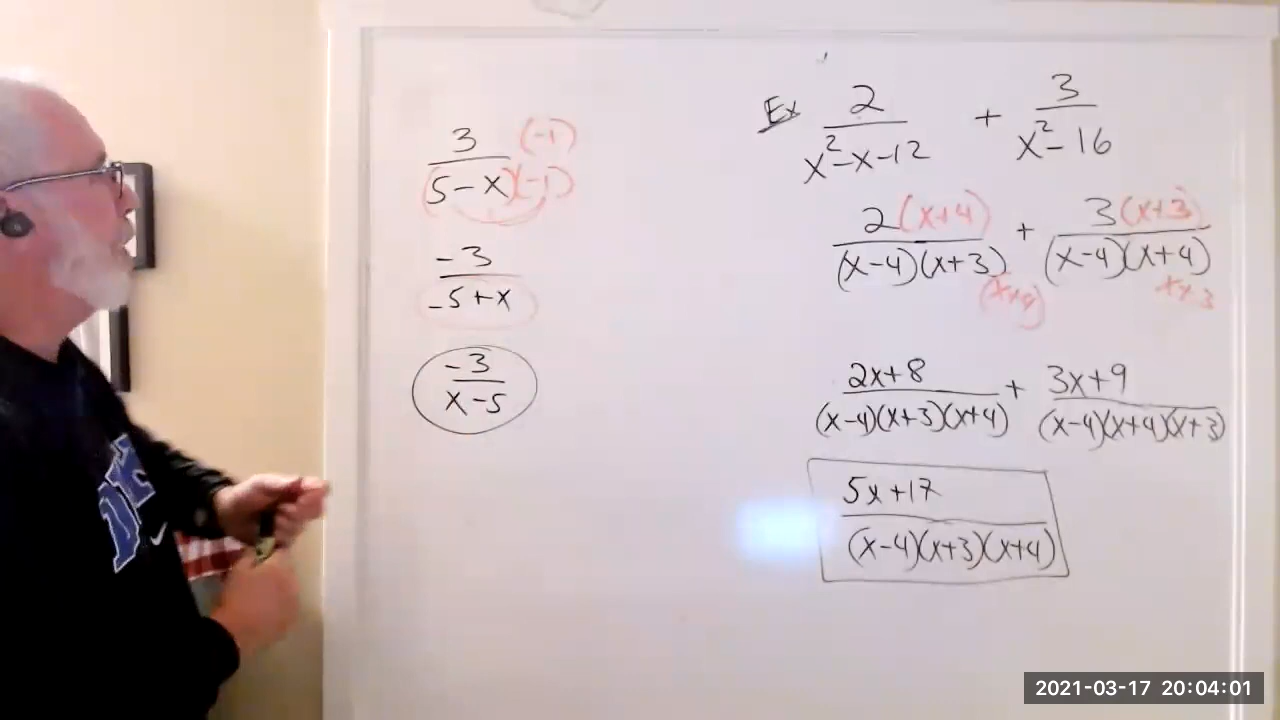 3 (-1)
(5-x)(-1)
-3
-5+x
-3
x-5
Ex 2 + 3
x²-x-12 x²-16
2(x+4) + 3(x+3)
(x-4)(x+3)(x+4) (x-4)(x+4) x+3
2x+8 + 3x+9
(x-4)(x+3)(x+4) (x-4)(x+4)(x+3)
5x+17
(x-4)(x+3)(x+4)
2021-03-17 20:04:01